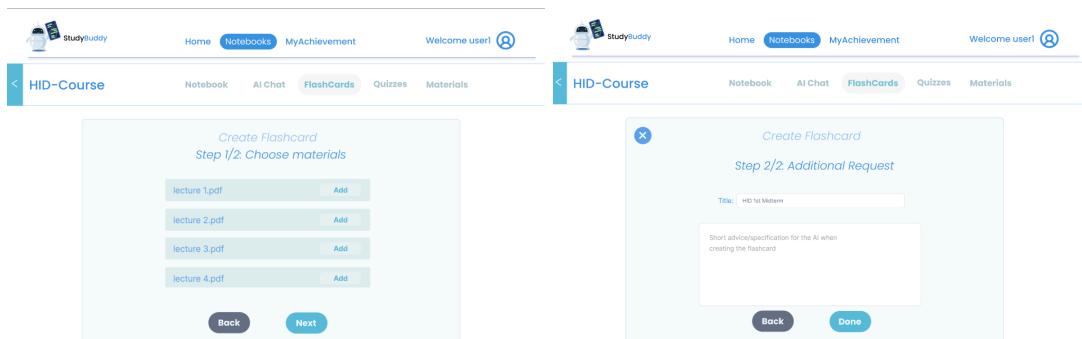 StudyBuddy
Home Notebooks MyAchievement Welcome user1
< HID-Course Notebook AI Chat FlashCards Quizzes Materials
Create Flashcard
Step 1/2: Choose materials
lecture 1.pdf Add
lecture 2.pdf Add
lecture 3.pdf Add
lecture 4.pdf Add
Back Next
StudyBuddy
Home Notebooks MyAchievement Welcome user1
< HID-Course Notebook AI Chat FlashCards Quizzes Materials
Create Flashcard
Step 2/2: Additional Request
Title: HID 1st Midterm
Short advice/specification for the AI when
creating the flashcard
Back Done